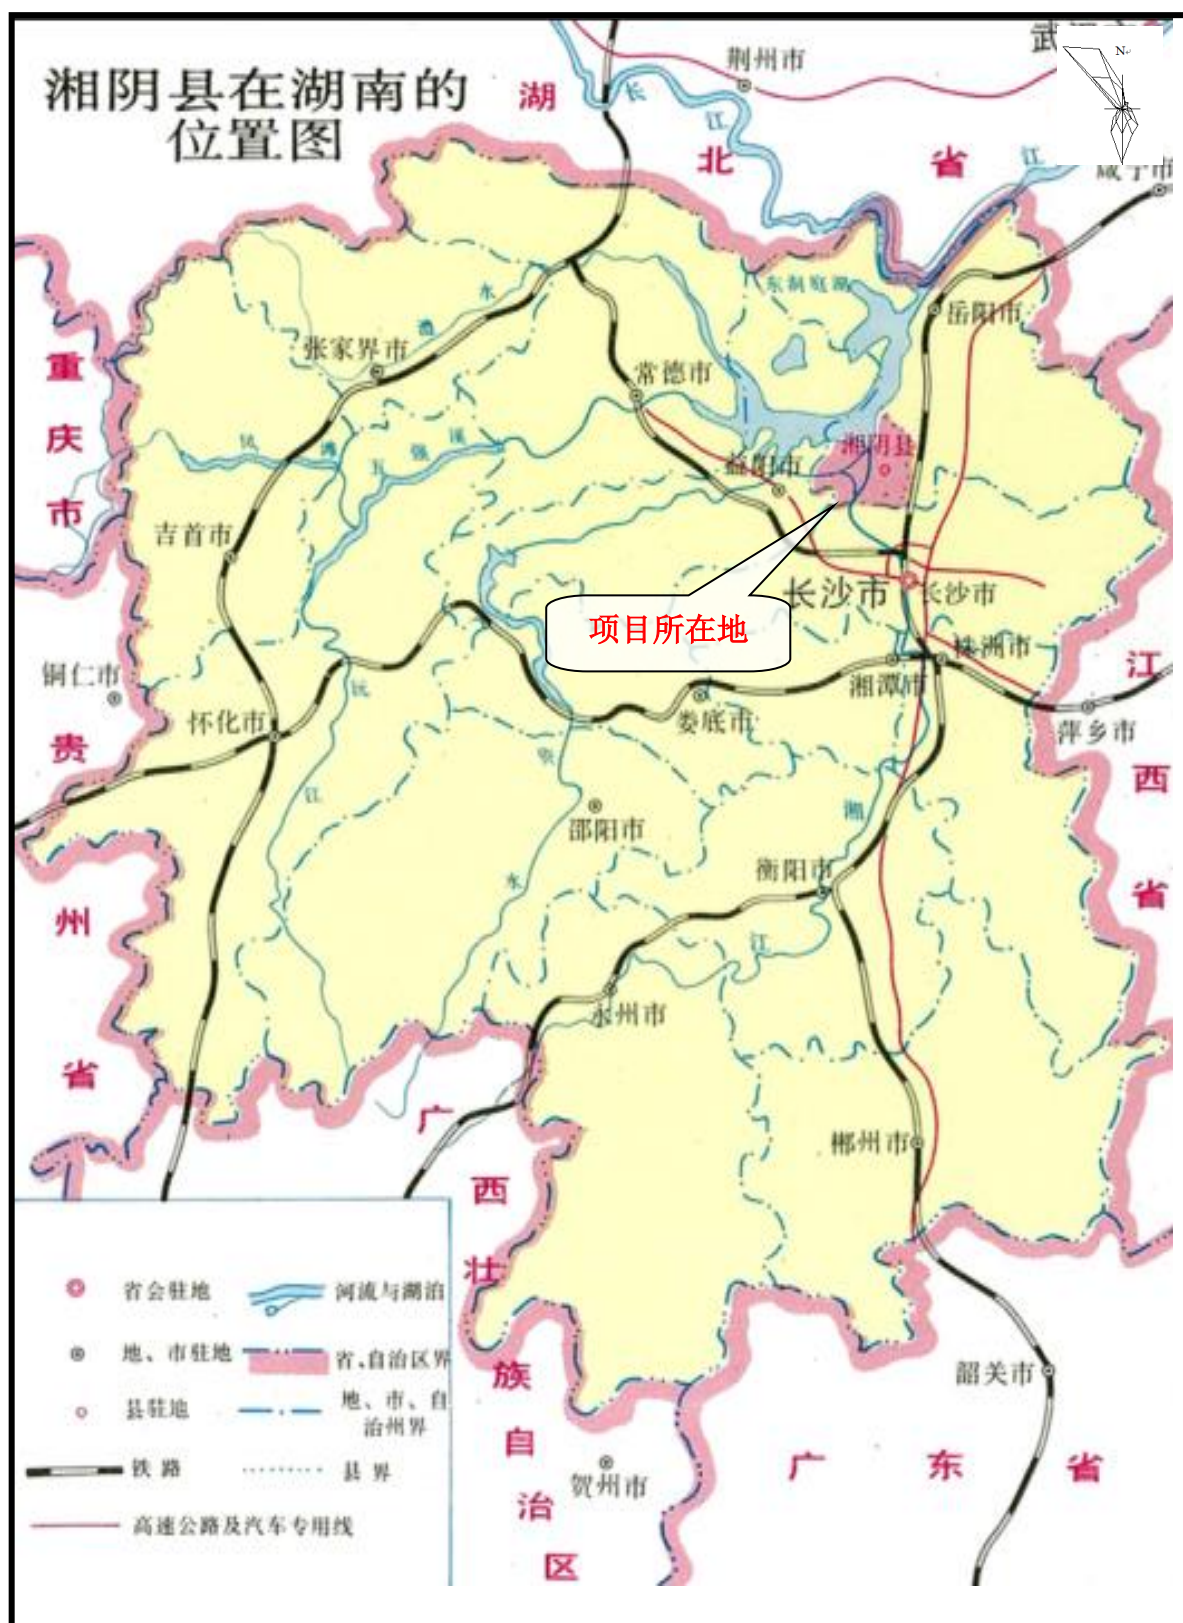 湘阴县在湖南的
位置图
N
荆州市
湖
北
省
长
江
江
咸宁市
东洞庭湖
岳阳市
水
澧
张家界市
常德市
重
庆
市
凤
滩
五
强
溪
湘阴县
益阳市
吉首市
长沙市
长沙市
项目所在地
株洲市
湘潭市
江
西
省
铜仁市
沅
娄底市
萍乡市
怀化市
贵
州
省
资
江
湘
邵阳市
水
衡阳市
江
永州市
广
西
壮
族
自
治
区
郴州市
韶关市
贺州市
广 东 省
省会驻地
河流与湖泊
地、市驻地
省、自治区界
县驻地
地、市、自
治州界
铁路
县界
高速公路及汽车专用线